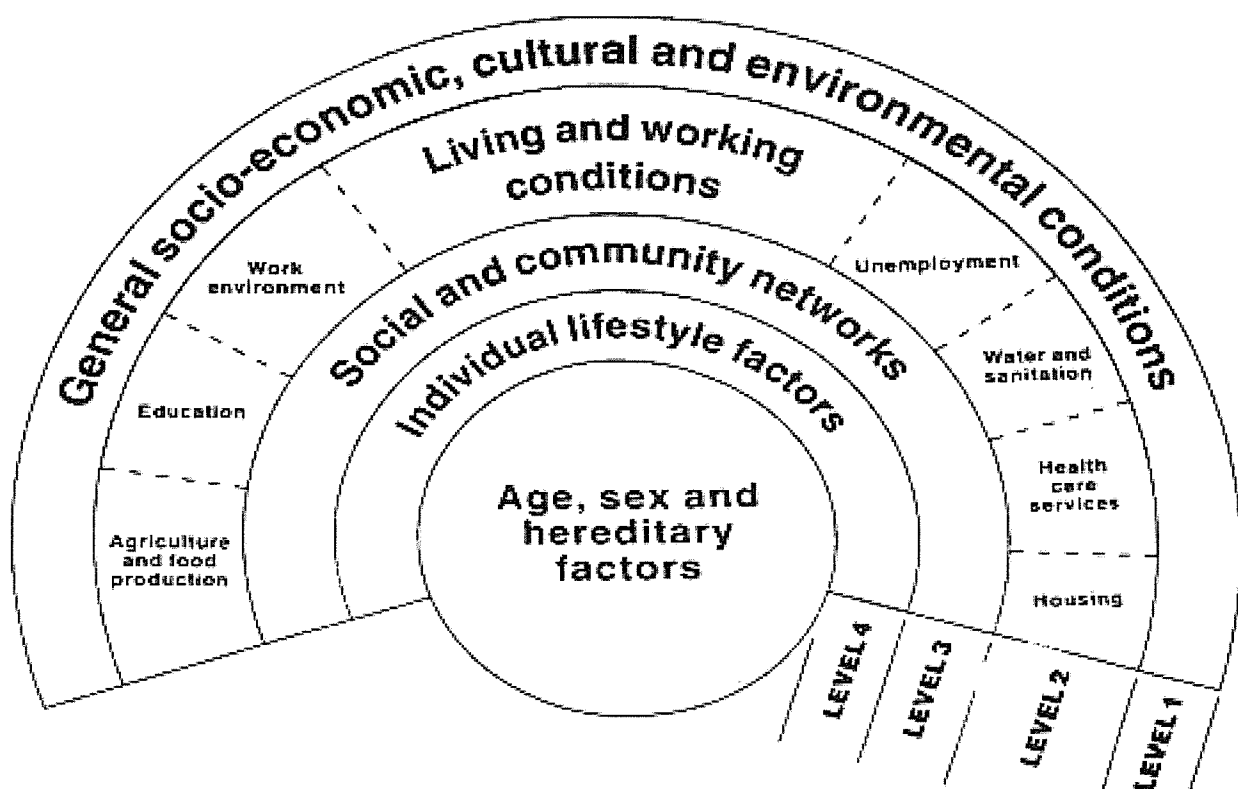 General socio-economic, cultural and environmental conditions
Living and working
conditions
Work
environment
Unemployment
Social and community networks
Individual lifestyle factors
Water and
sanitation
Education
Health
care
services
Age, sex and
hereditary
factors
Agriculture
and food
production
Housing
LEVEL 4
LEVEL 3
LEVEL 2
LEVEL 1